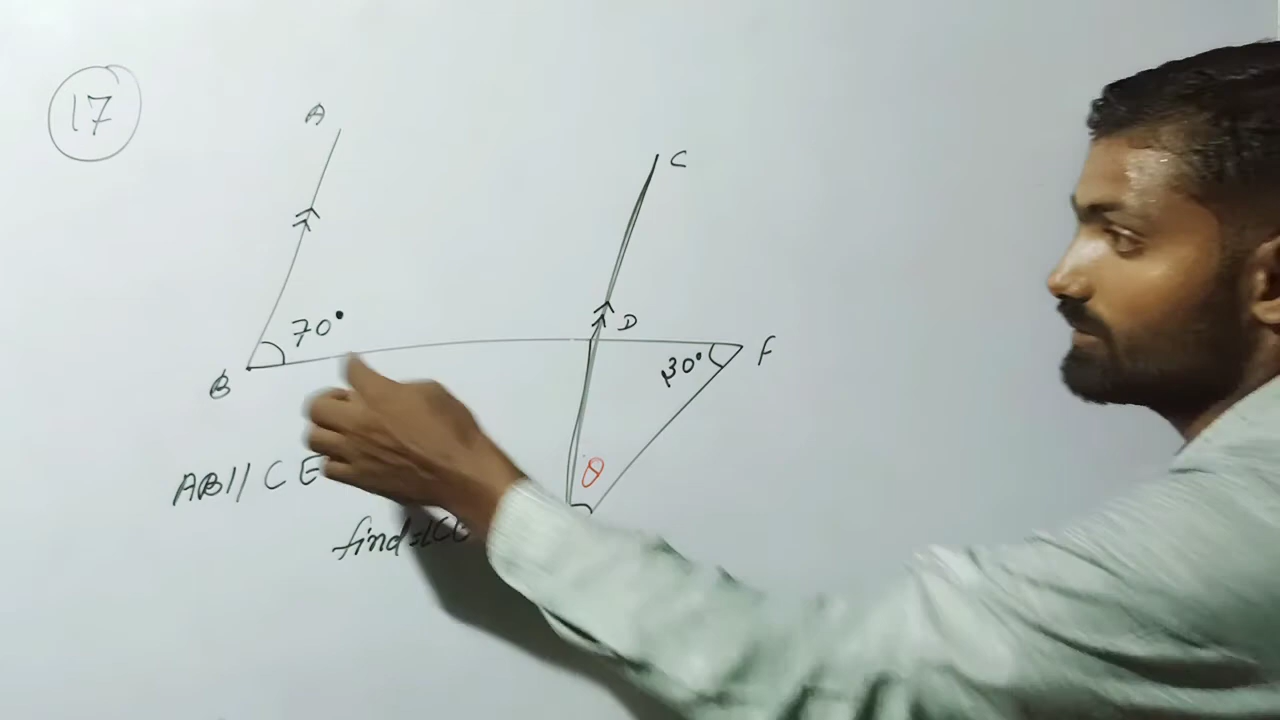 17
A
C
70°
D
30°
F
B
θ
AB // CE
find =